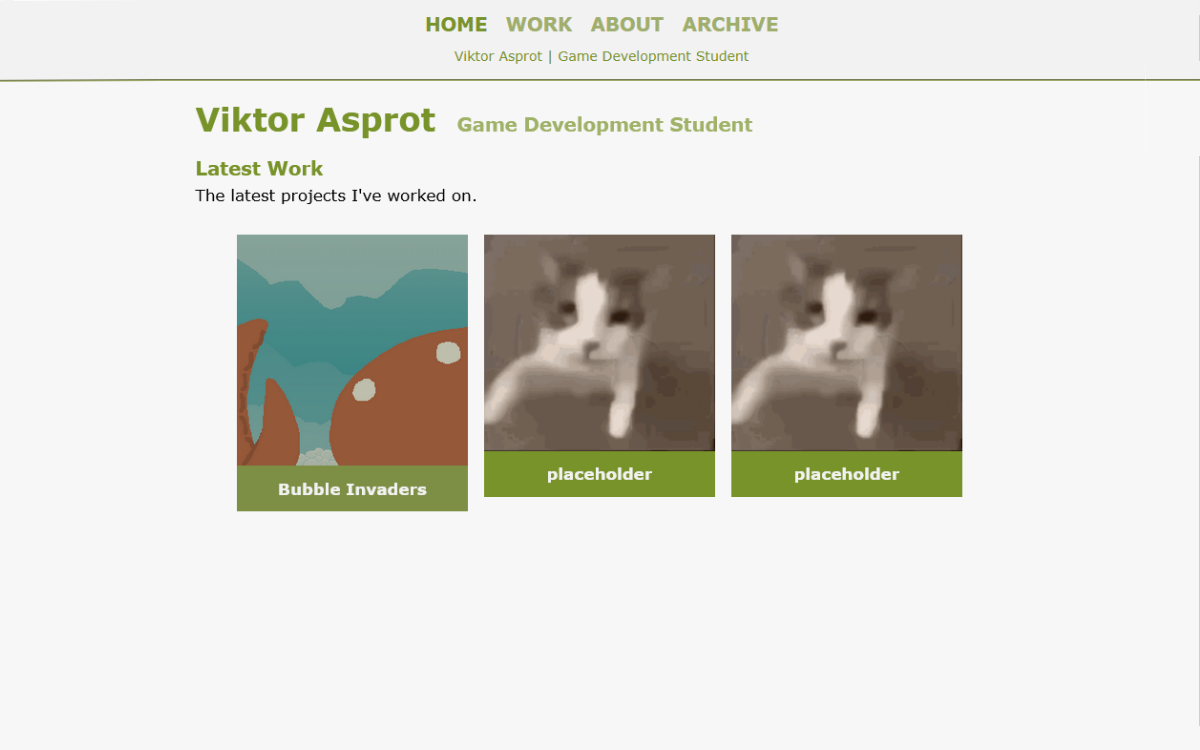 HOME WORK ABOUT ARCHIVE
Viktor Asprot | Game Development Student
Viktor Asprot Game Development Student
Latest Work
The latest projects I've worked on.
Bubble Invaders
placeholder
placeholder